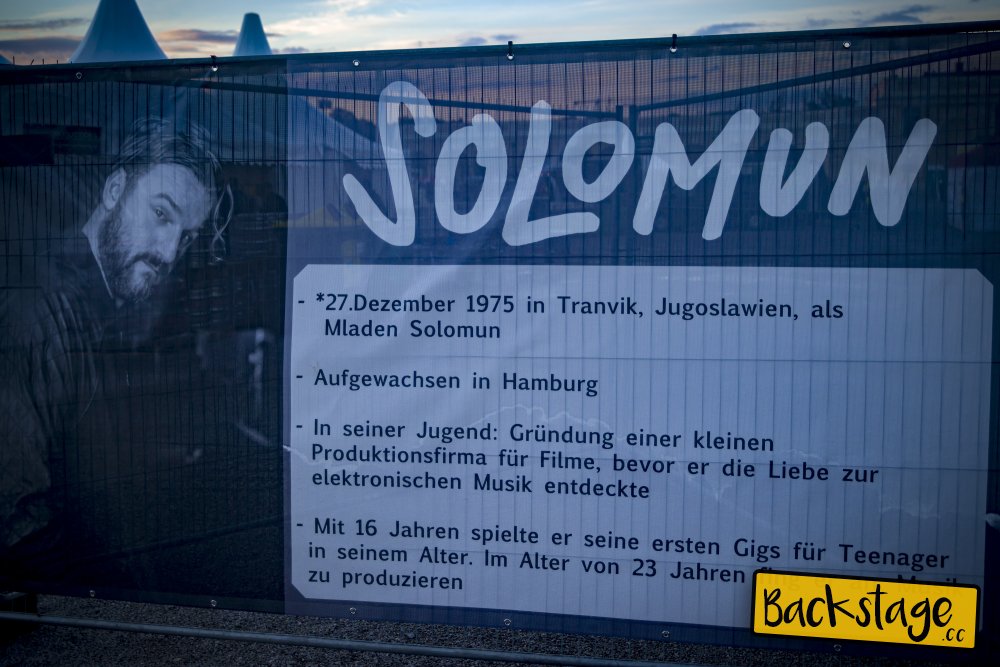 SOLOMUN
- *27.Dezember 1975 in Tranvik, Jugoslawien, als
Mladen Solomun
- Aufgewachsen in Hamburg
- In seiner Jugend: Gründung einer kleinen
Produktionsfirma für Filme, bevor er die Liebe zur
elektronischen Musik entdeckte
- Mit 16 Jahren spielte er seine ersten Gigs für Teenager
in seinem Alter. Im Alter von 23 Jahren
zu produzieren
Backstage.cc